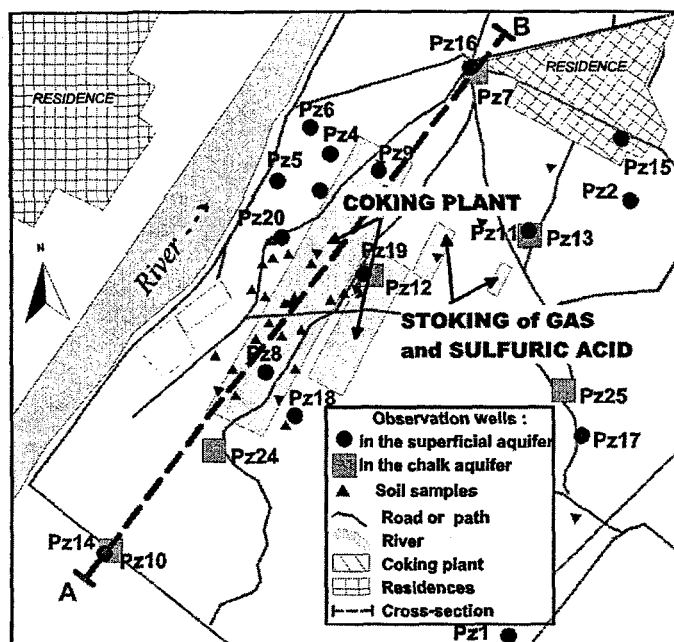 B
Pz16
RESIDENCE
RESIDENCE
Pz7
Pz6
Pz4
Pz5
Pz9
Pz15
Pz2
COKING PLANT
Pz20
Pz11
Pz13
N
River
Pz19
Pz12
STOKING of GAS
and SULFURIC ACID
Pz8
Pz25
Pz18
Observation wells :
in the superficial aquifer
in the chalk aquifer
Soil samples
Road or path
River
Coking plant
Residences
Cross-section
Pz17
Pz24
Pz14
Pz10
A
Pz1